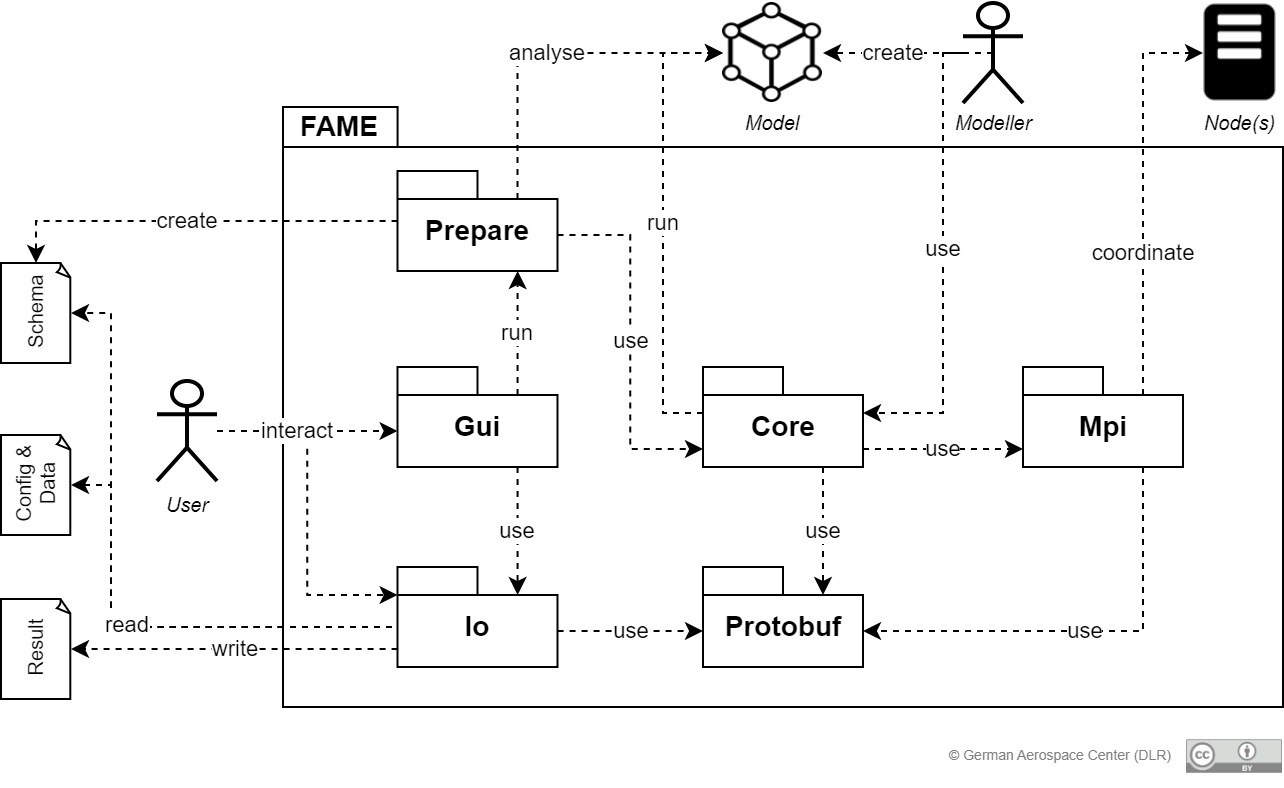 analyse
create
Model
Modeller
Node(s)
FAME
Prepare
create
run
use
coordinate
Schema
run
use
Gui
Core
Mpi
interact
use
Config &
Data
User
use
use
Io
Protobuf
read
use
use
write
Result
© German Aerospace Center (DLR)
cc
BY